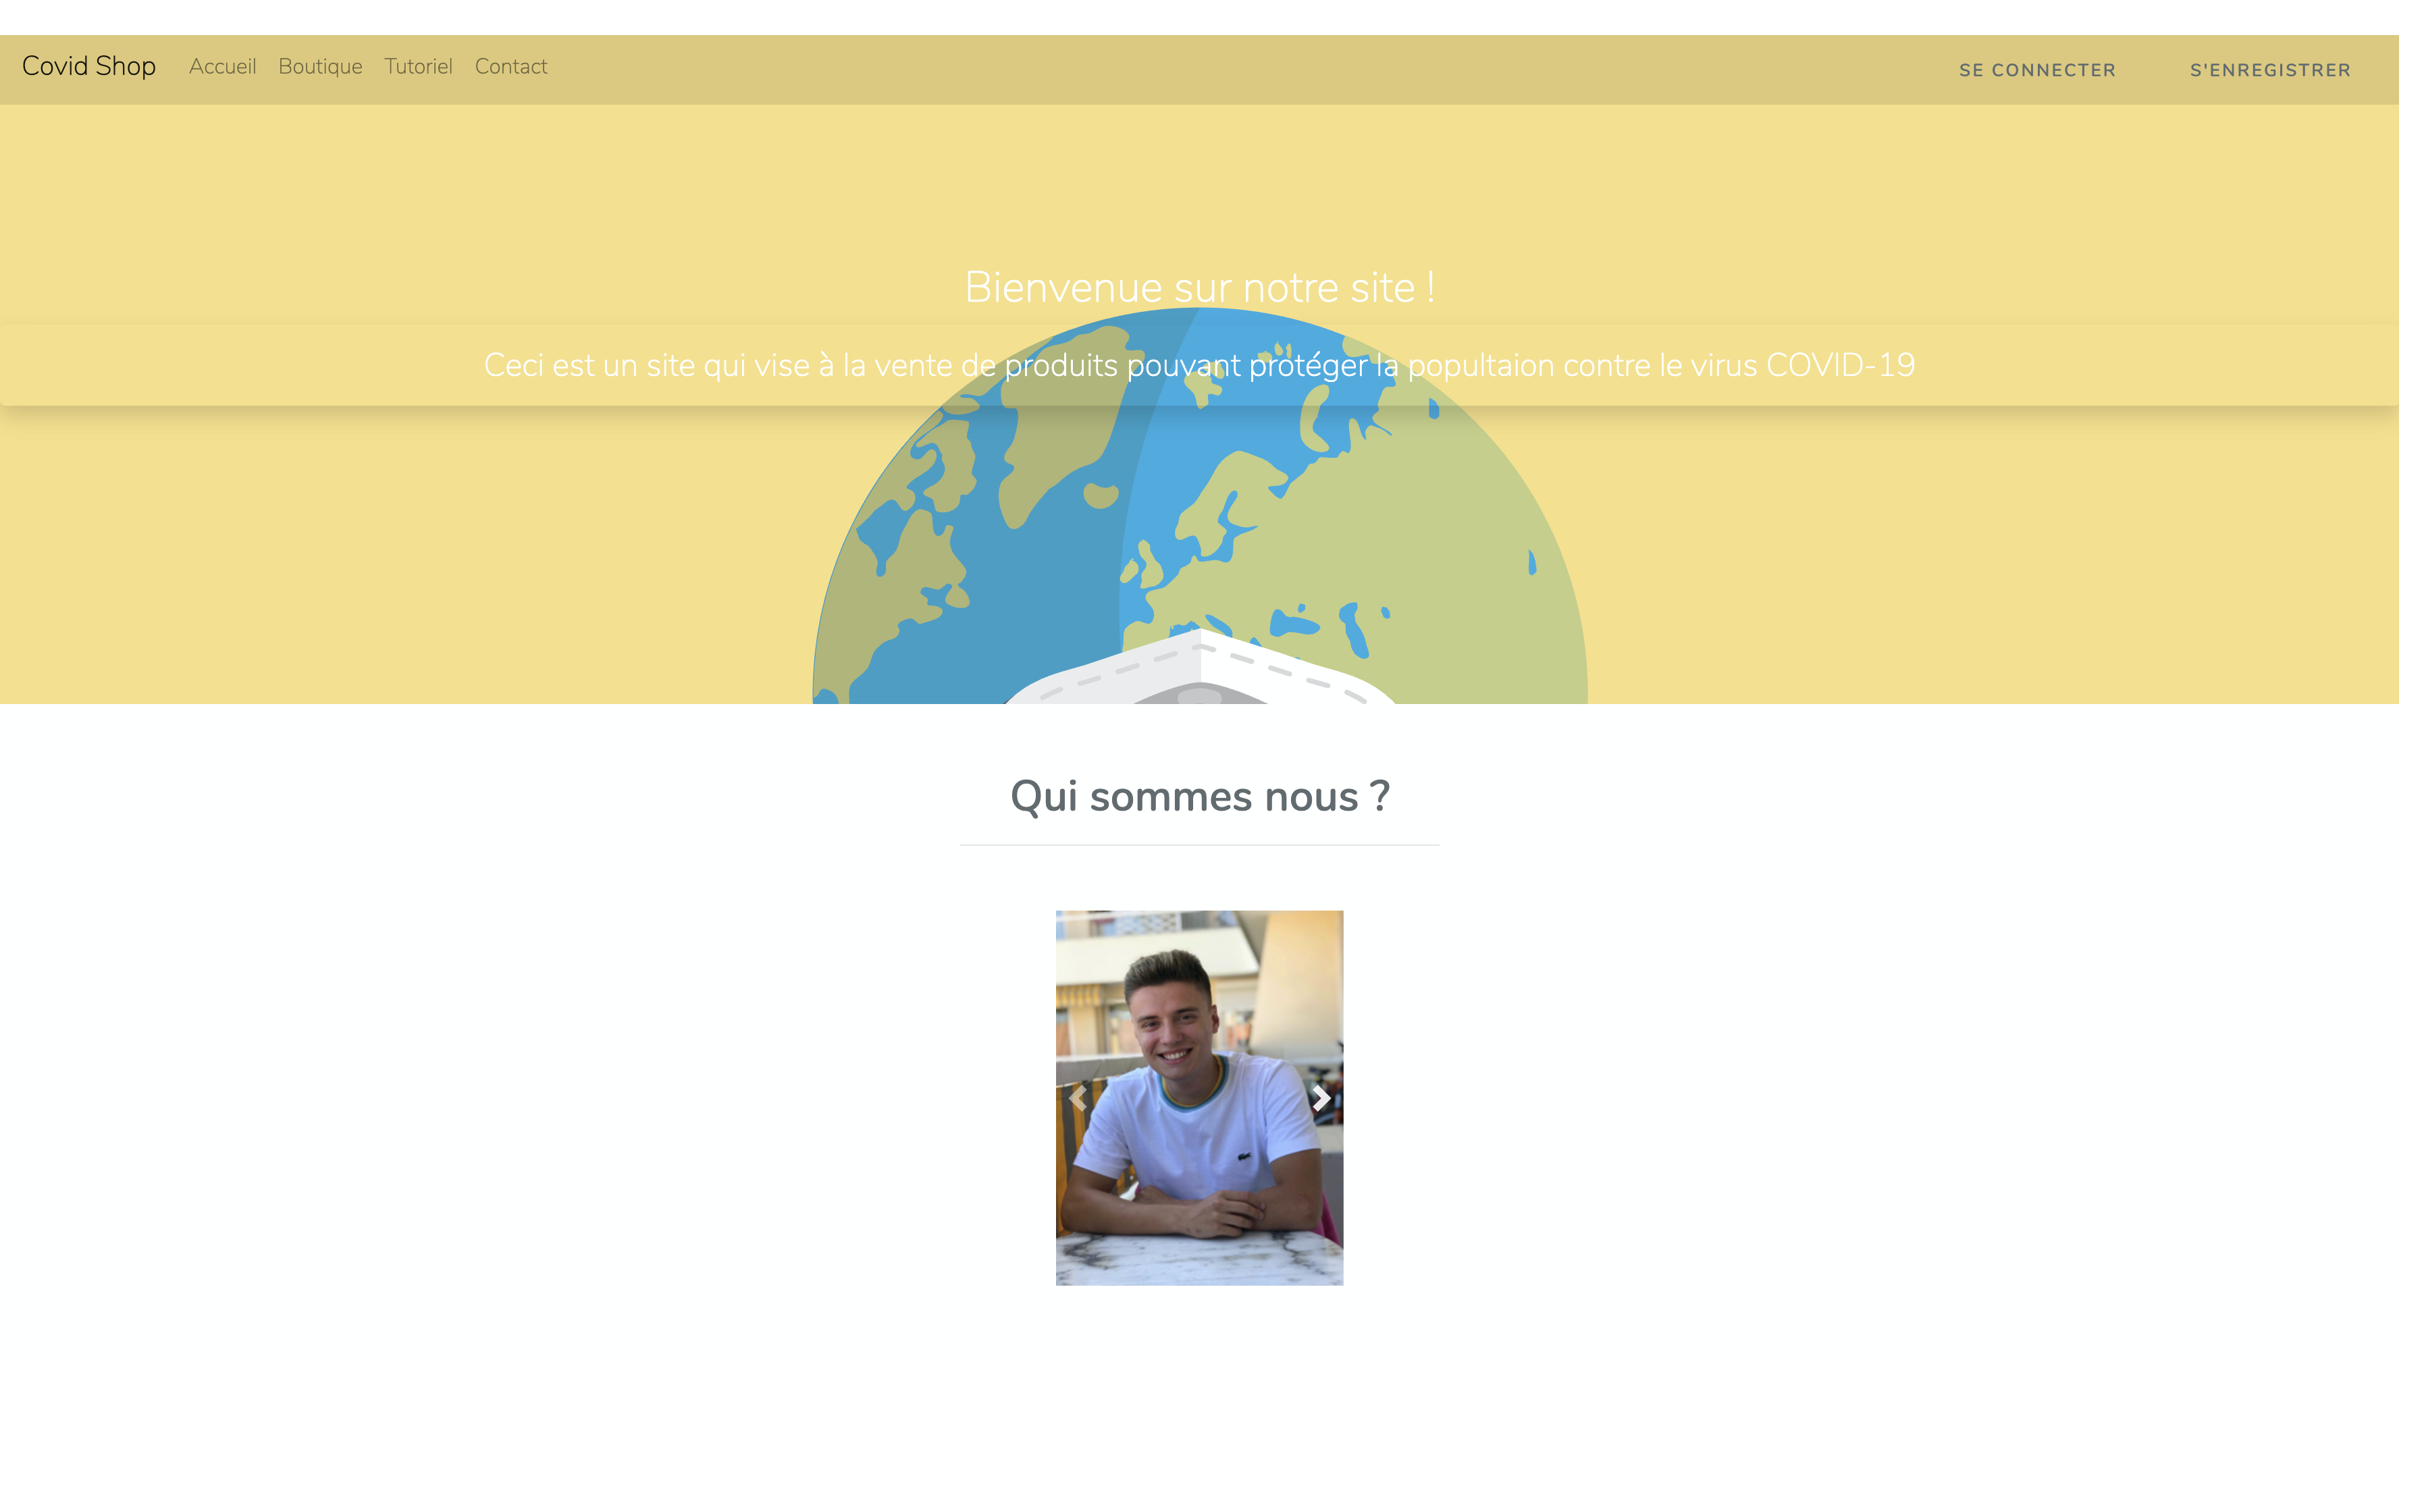 Covid Shop Accueil Boutique Tutoriel Contact SE CONNECTER S'ENREGISTRER
Bienvenue sur notre site !
Ceci est un site qui vise à la vente de produits pouvant protéger la popultaion contre le virus COVID-19
Qui sommes nous ?